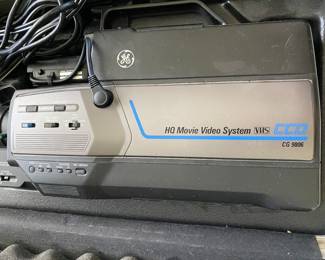 GE
HQ Movie Video System VHS CCD
CG 9806